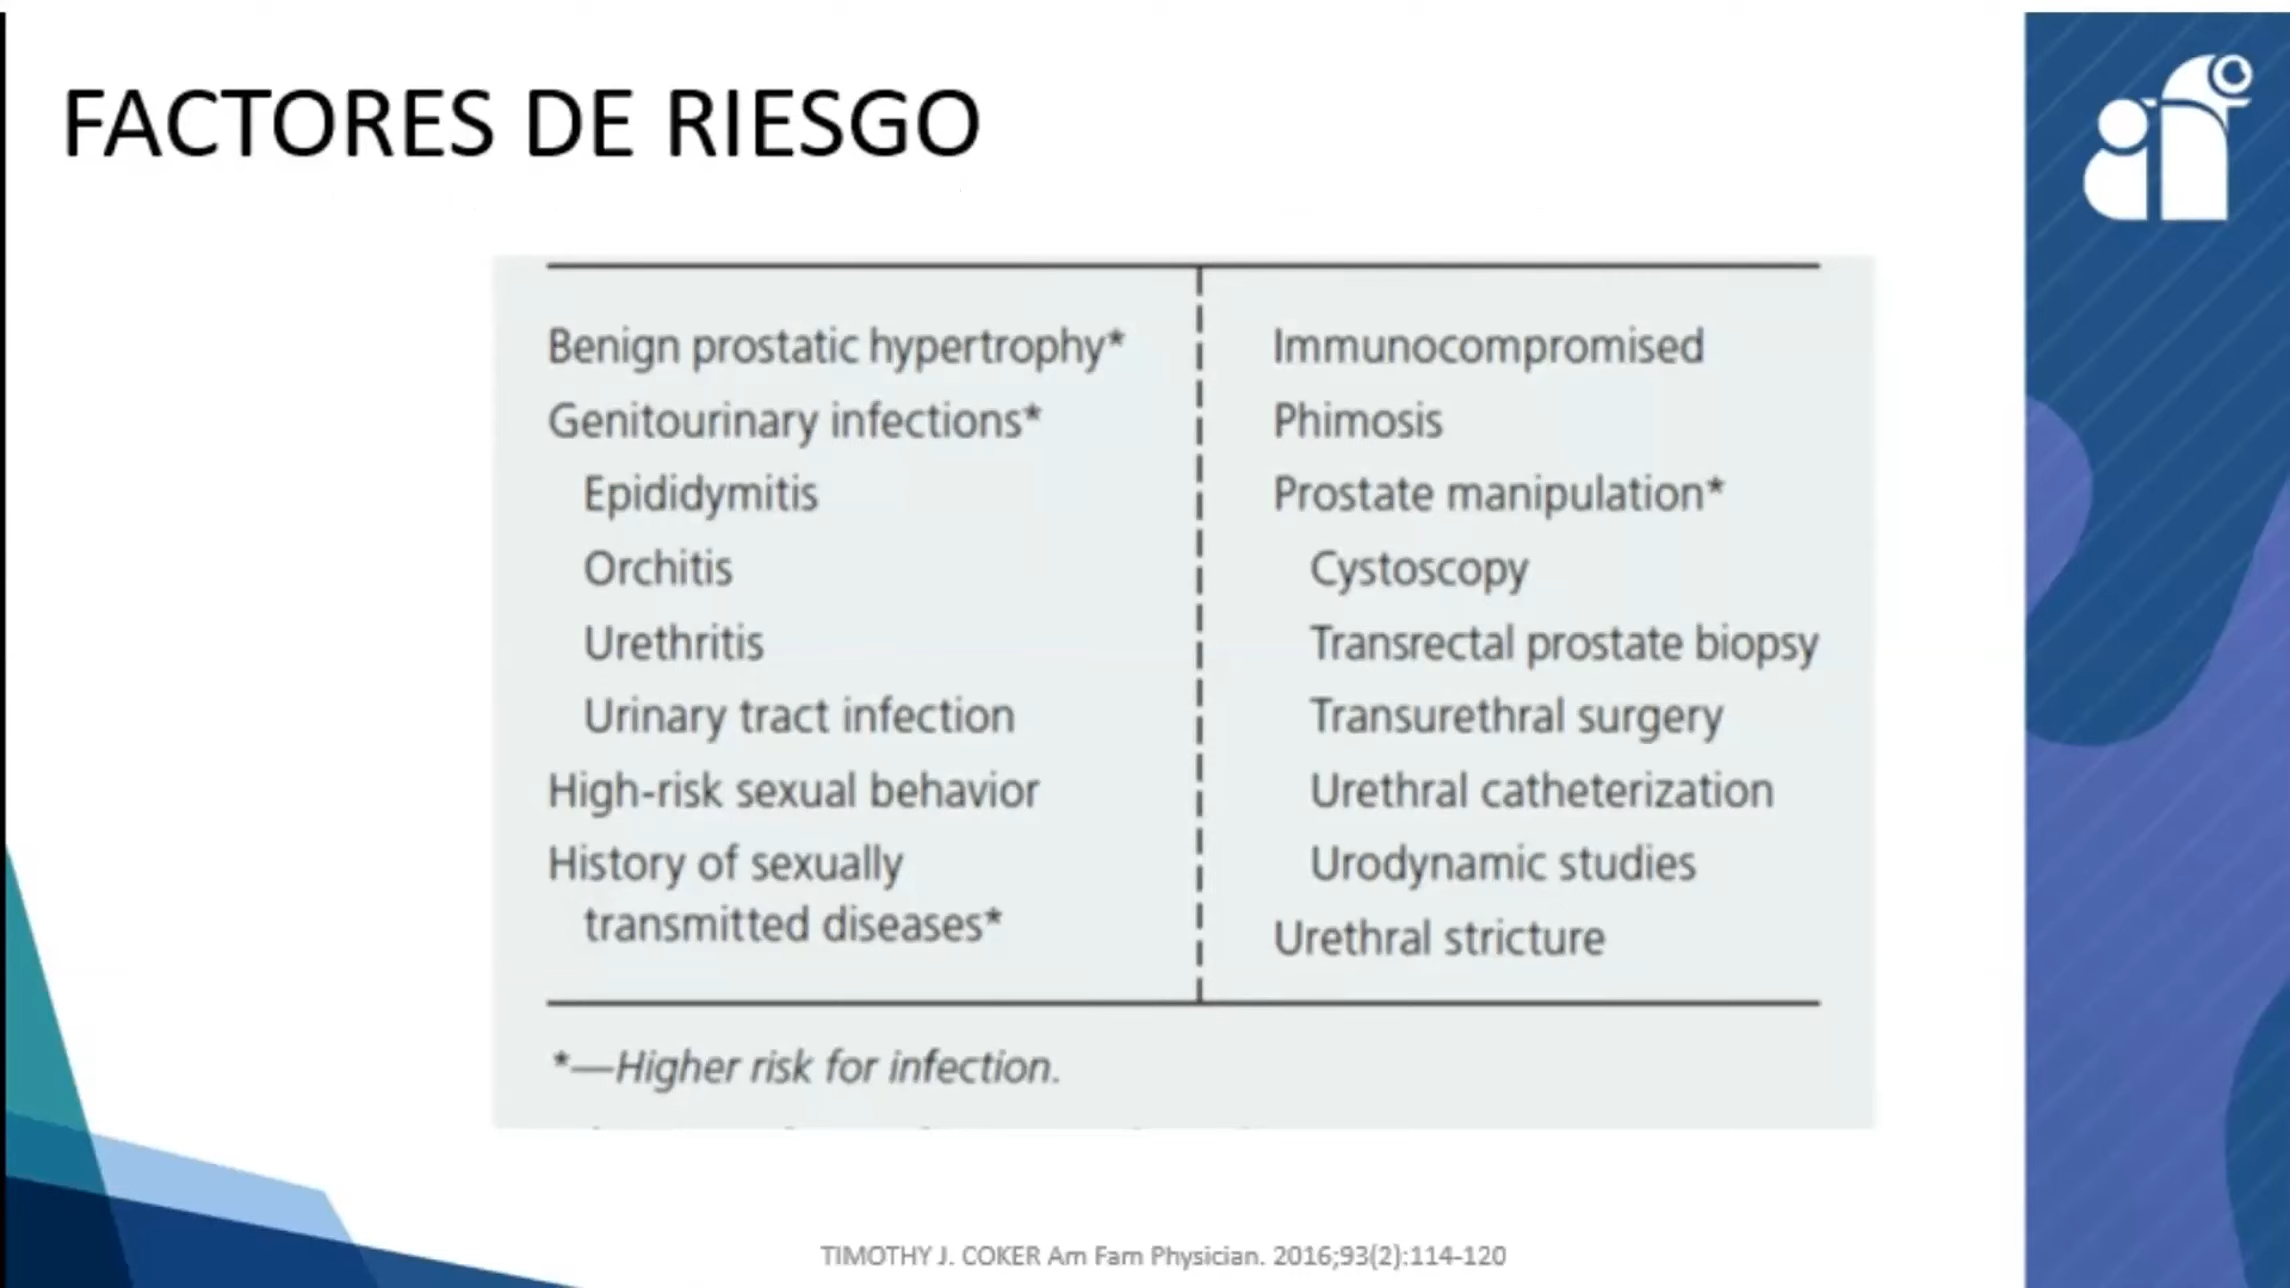 FACTORES DE RIESGO
Benign prostatic hypertrophy*
Genitourinary infections*
Epididymitis
Orchitis
Urethritis
Urinary tract infection
High-risk sexual behavior
History of sexually
transmitted diseases*
Immunocompromised
Phimosis
Prostate manipulation*
Cystoscopy
Transrectal prostate biopsy
Transurethral surgery
Urethral catheterization
Urodynamic studies
Urethral stricture
*—Higher risk for infection.
TIMOTHY J. COKER Am Fam Physician. 2016;93(2):114-120